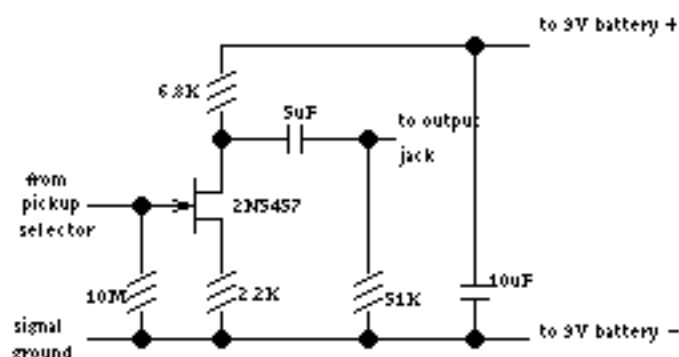 to 9V battery +
6.8K
5uF
to output
jack
from
pickup
selector
2N5457
10M
2.2K
51K
10uF
signal
ground
to 9V battery -